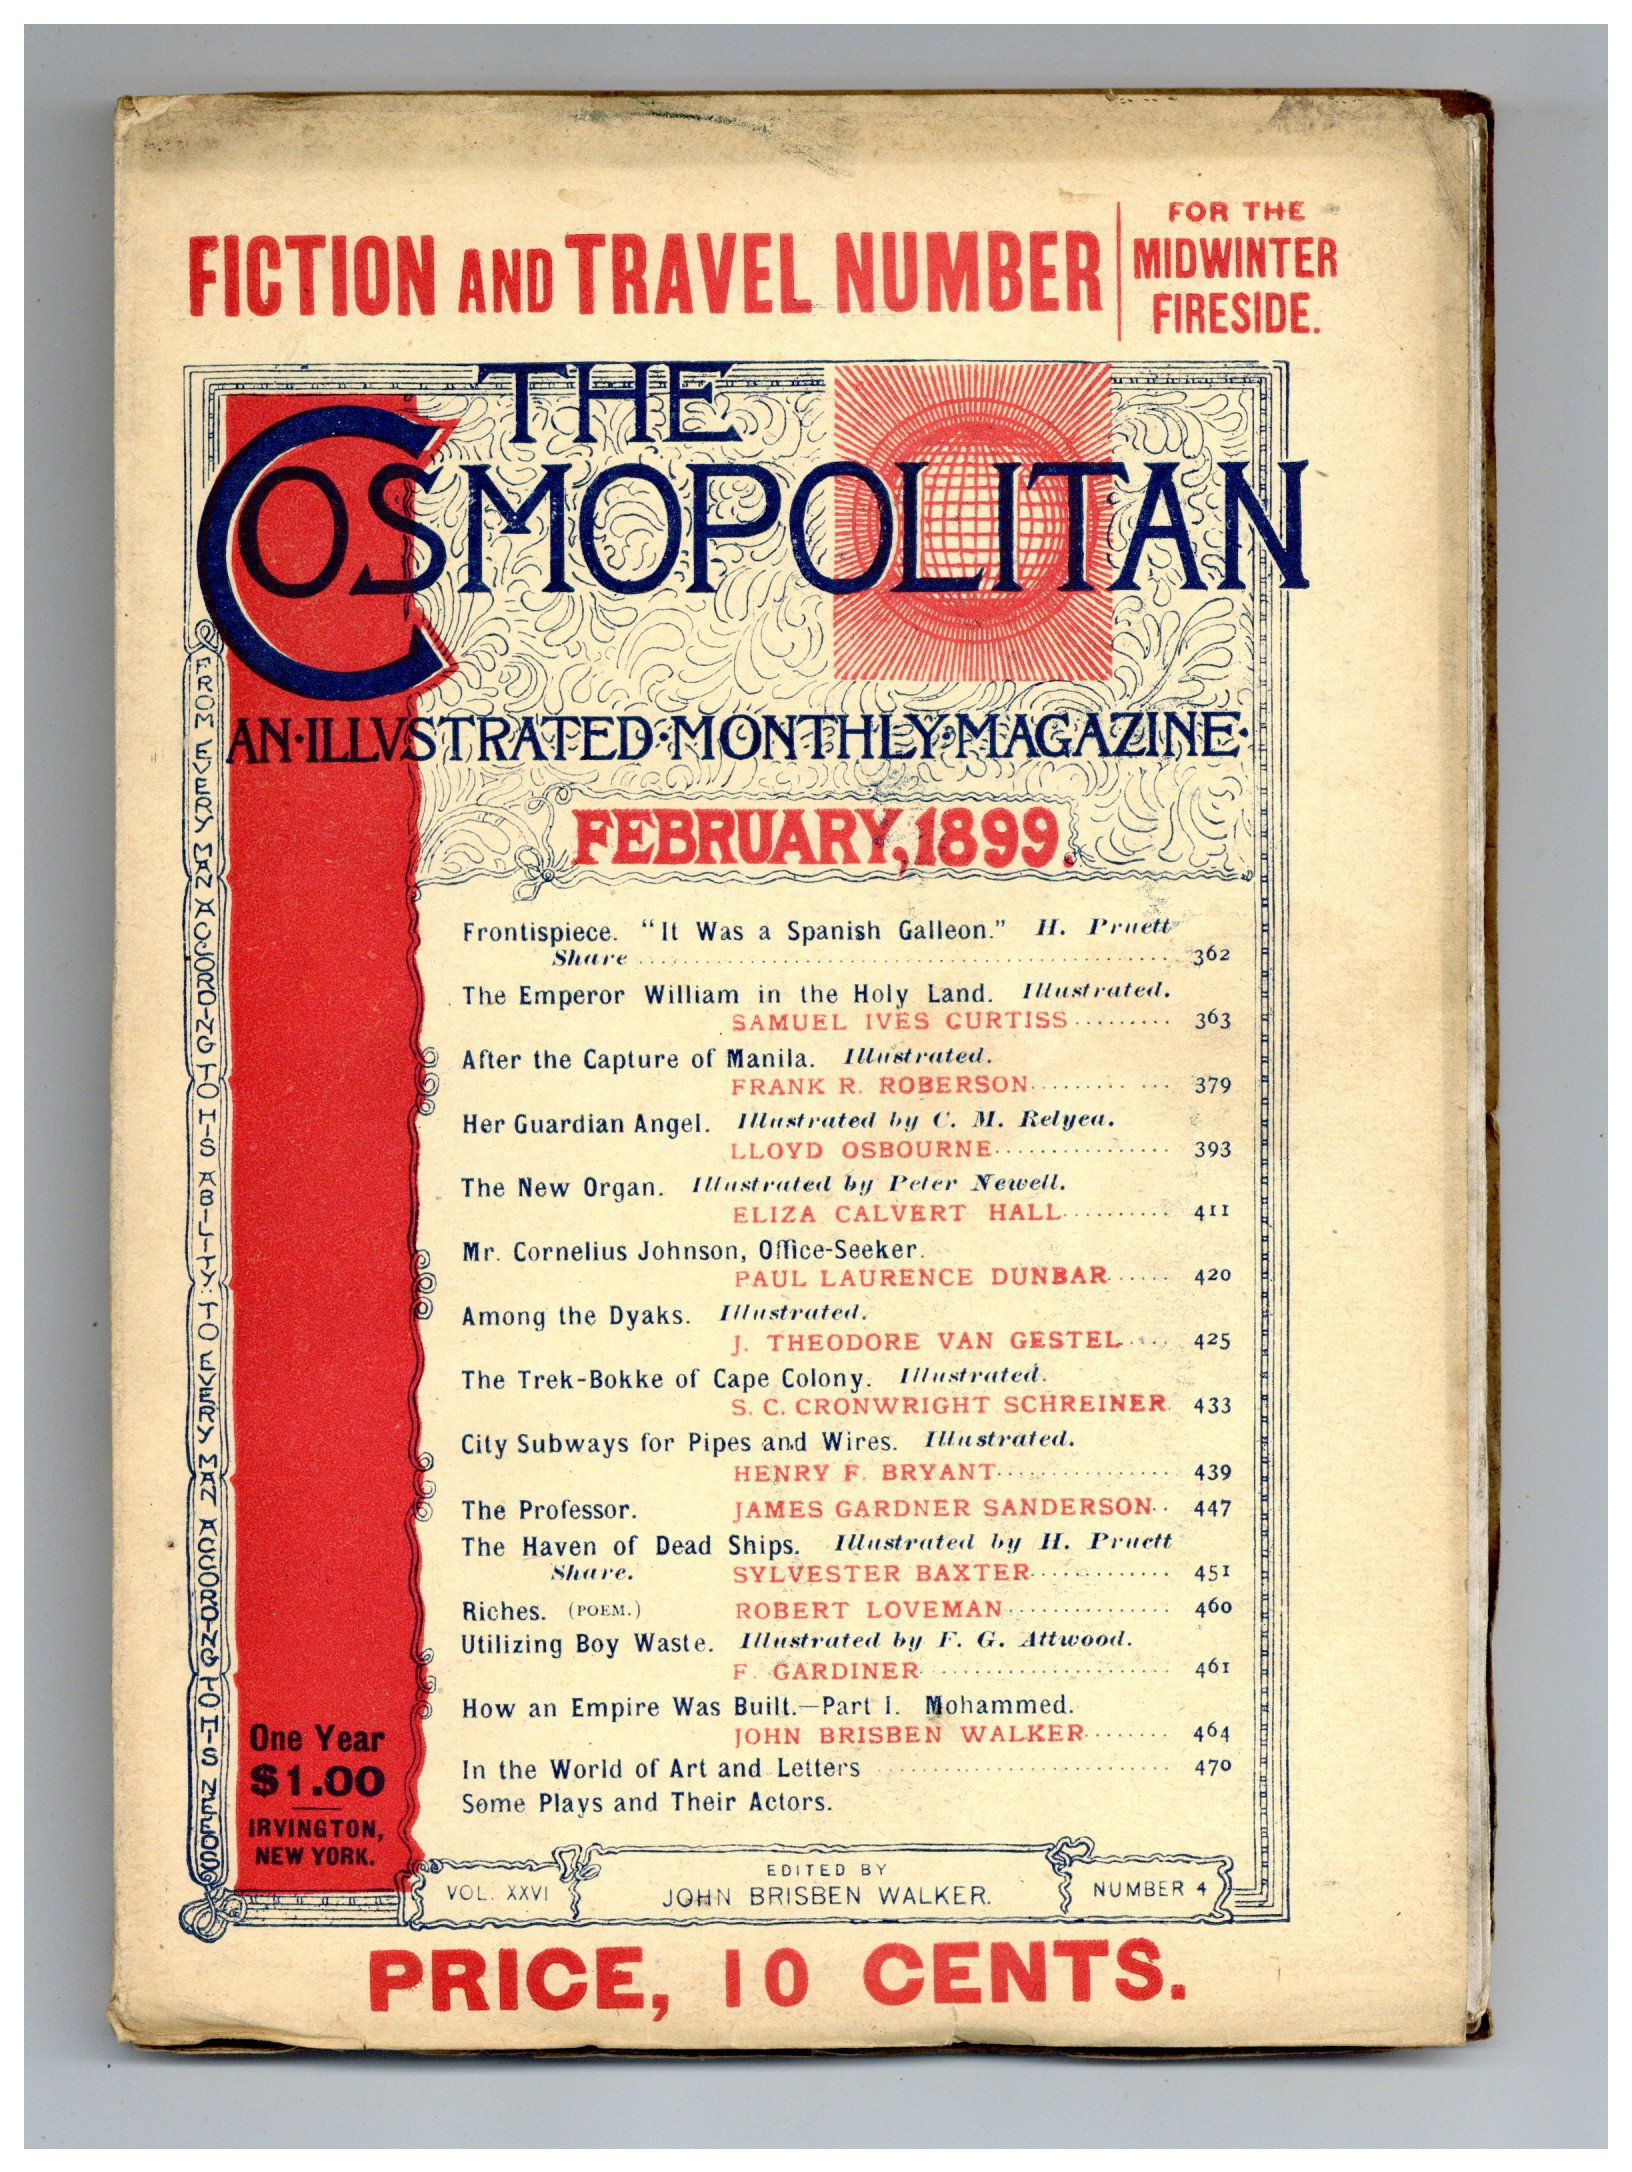 FICTION AND TRAVEL NUMBER
FOR THE
MIDWINTER
FIRESIDE.
THE
COSMOPOLITAN
AN·ILLVSTRATED·MONTHLY·MAGAZINE·
FEBRUARY, 1899.
FROM EVERY MAN ACCORDING TO HIS ABILITY: TO EVERY MAN ACCORDING TO HIS NEEDS
Frontispiece. "It Was a Spanish Galleon." H. Pruett
Share 362
The Emperor William in the Holy Land. Illustrated.
SAMUEL IVES CURTISS 363
After the Capture of Manila. Illustrated.
FRANK R. ROBERSON 379
Her Guardian Angel. Illustrated by C. M. Relyea.
LLOYD OSBOURNE 393
The New Organ. Illustrated by Peter Newell.
ELIZA CALVERT HALL 411
Mr. Cornelius Johnson, Office-Seeker.
PAUL LAURENCE DUNBAR 420
Among the Dyaks. Illustrated.
J. THEODORE VAN GESTEL 425
The Trek-Bokke of Cape Colony. Illustrated.
S. C. CRONWRIGHT SCHREINER 433
City Subways for Pipes and Wires. Illustrated.
HENRY F. BRYANT 439
The Professor. JAMES GARDNER SANDERSON 447
The Haven of Dead Ships. Illustrated by H. Pruett
Share. SYLVESTER BAXTER 451
Riches. (POEM.) ROBERT LOVEMAN 460
Utilizing Boy Waste. Illustrated by F. G. Attwood.
F. GARDINER 461
How an Empire Was Built.—Part I. Mohammed.
JOHN BRISBEN WALKER 464
In the World of Art and Letters 470
Some Plays and Their Actors.
One Year
$1.00
IRVINGTON,
NEW YORK.
VOL. XXVI
EDITED BY
JOHN BRISBEN WALKER.
NUMBER 4
PRICE, 10 CENTS.